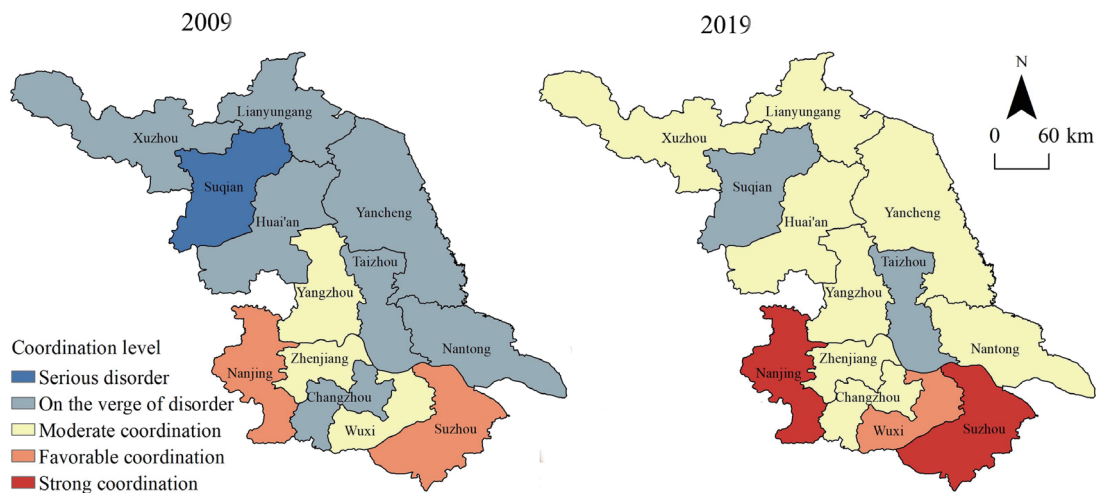 2009
Lianyungang
Xuzhou
Suqian
Huai'an
Yancheng
Taizhou
Yangzhou
Nantong
Zhenjiang
Nanjing
Changzhou
Wuxi
Suzhou
Coordination level
Serious disorder
On the verge of disorder
Moderate coordination
Favorable coordination
Strong coordination
2019
N
0 60 km
Lianyungang
Xuzhou
Suqian
Huai'an
Yancheng
Taizhou
Yangzhou
Nantong
Zhenjiang
Nanjing
Changzhou
Wuxi
Suzhou